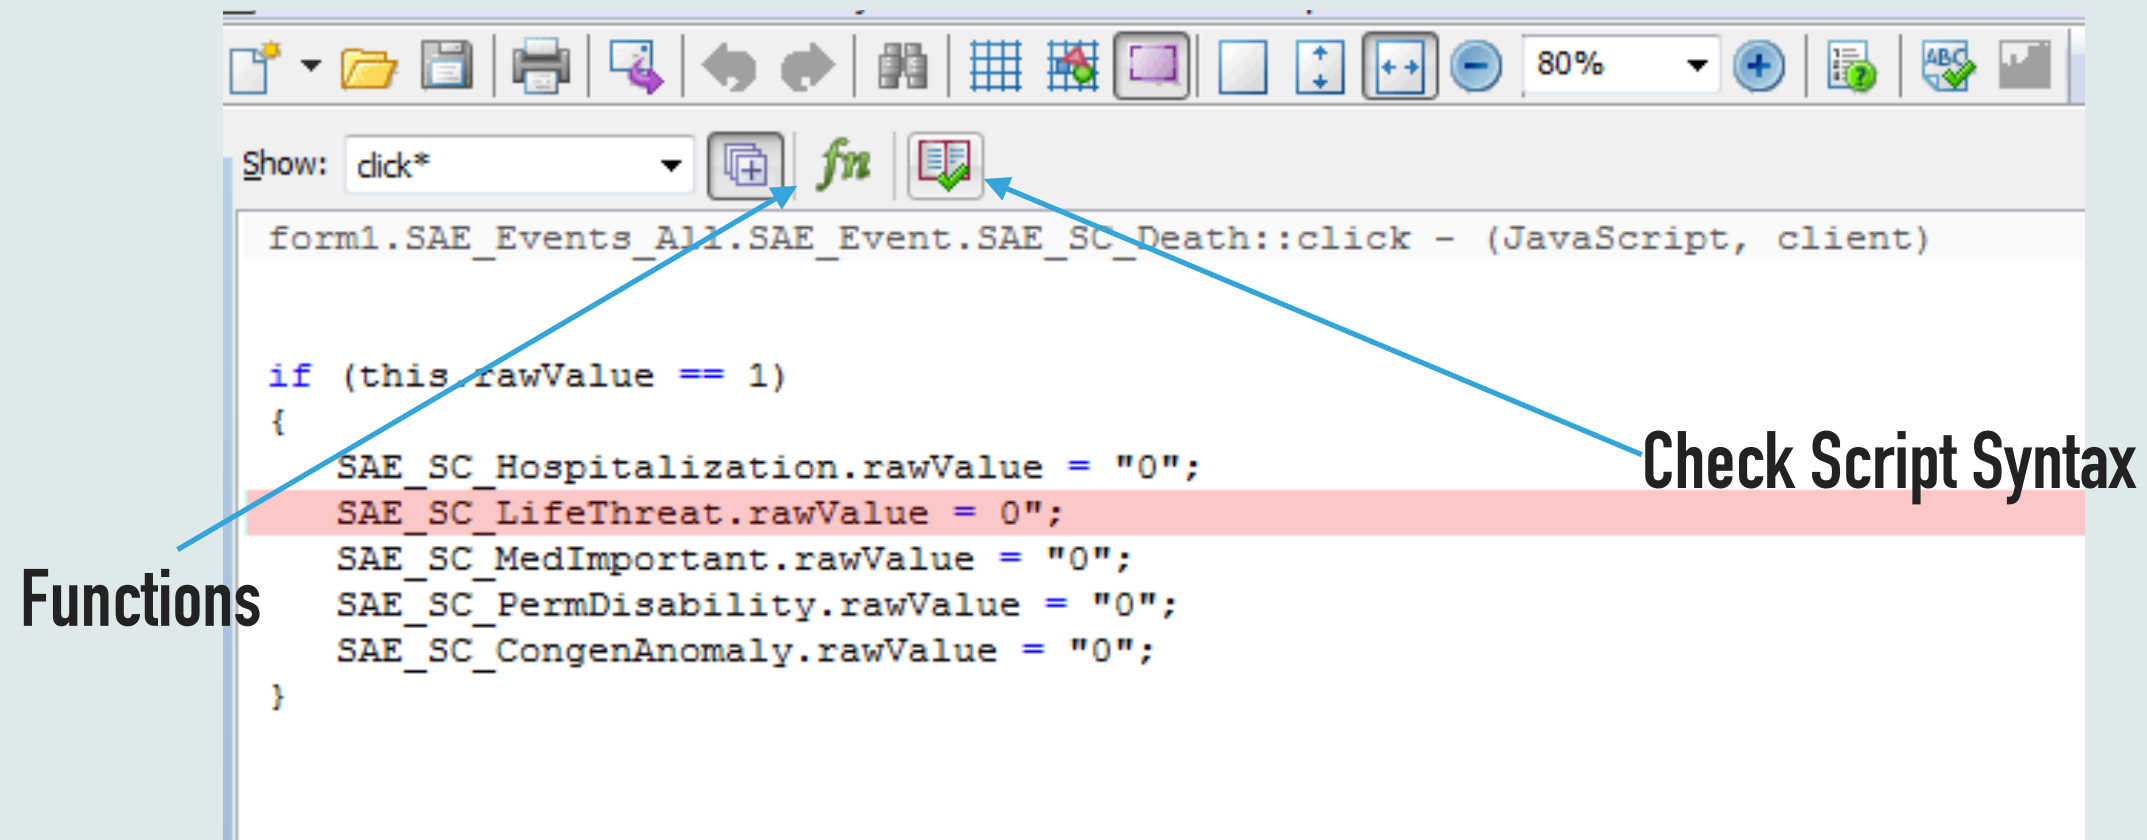 80%
ABC
Show: click*
fn
form1.SAE_Events_All.SAE_Event.SAE_SC_Death::click - (JavaScript, client)
if (this.rawValue == 1)
{
SAE_SC_Hospitalization.rawValue = "0";
SAE_SC_LifeThreat.rawValue = 0";
SAE_SC_MedImportant.rawValue = "0";
SAE_SC_PermDisability.rawValue = "0";
SAE_SC_CongenAnomaly.rawValue = "0";
}
Check Script Syntax
Functions